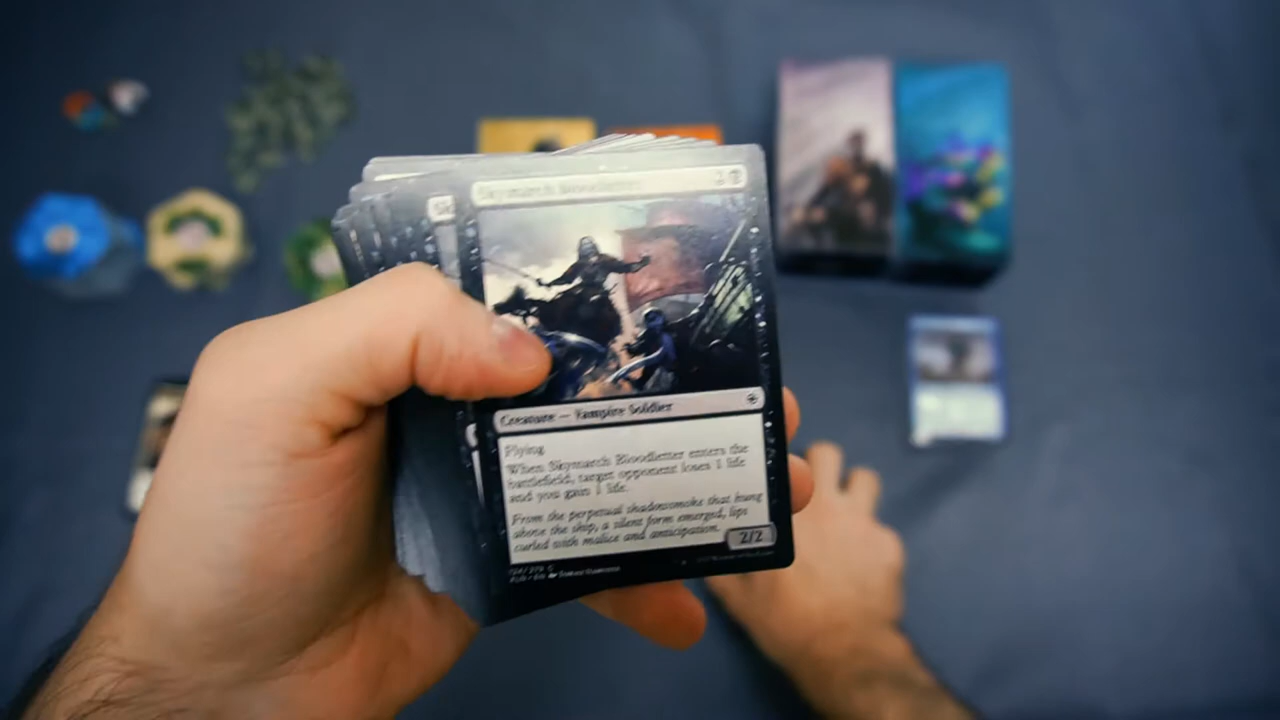 Skymarch Bloodletter 2
Creature — Vampire Soldier
Flying
When Skymarch Bloodletter enters the
battlefield, target opponent loses 1 life
and you gain 1 life.
From the perpetual shadowsmoke that hung
above the ship, a silent form emerged, lips
curled with malice and anticipation.
2/2